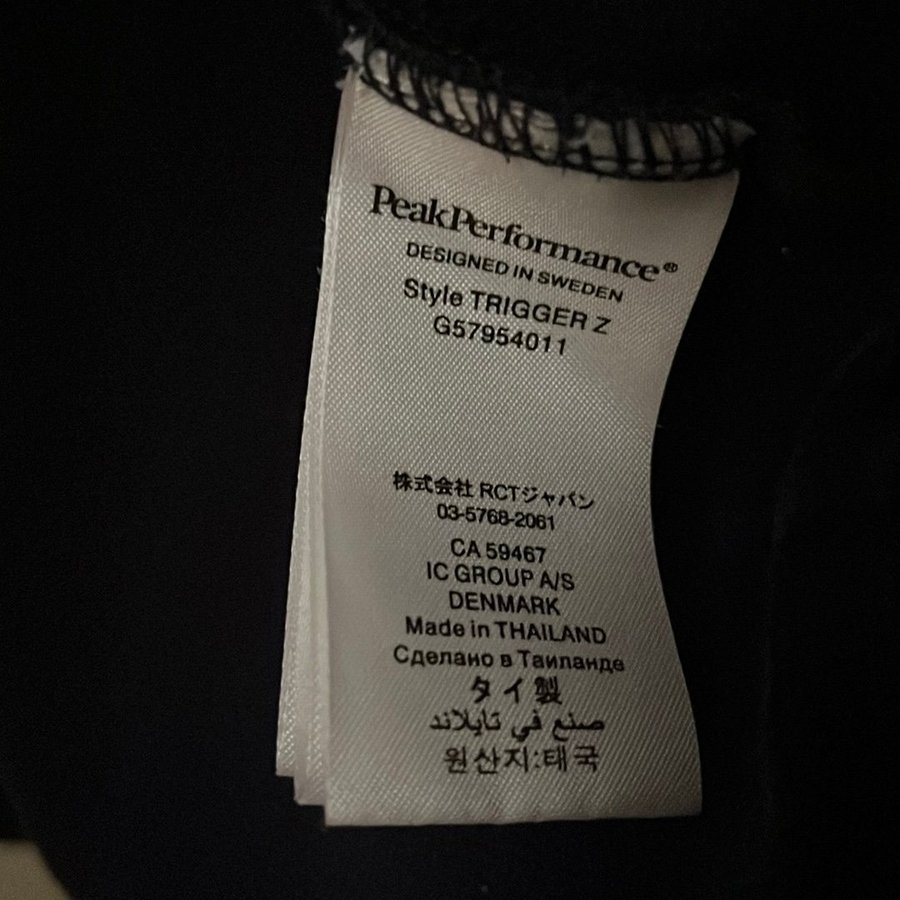 PeakPerformance®
DESIGNED IN SWEDEN
Style TRIGGER Z
G57954011
株式会社 RCTジャパン
03-5768-2061
CA 59467
IC GROUP A/S
DENMARK
Made in THAILAND
Сделано в Таиланде
タイ製
صنع في تايلاند
원산지:태국